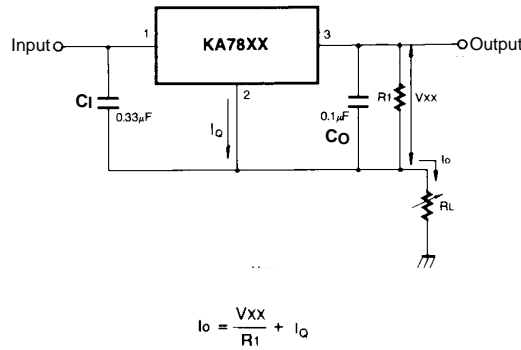 Input
1
KA78XX
3
Output
2
CI
0.33μF
IQ
0.1μF
CO
R1
VXX
Io
RL
Io = VXX / R1 + IQ